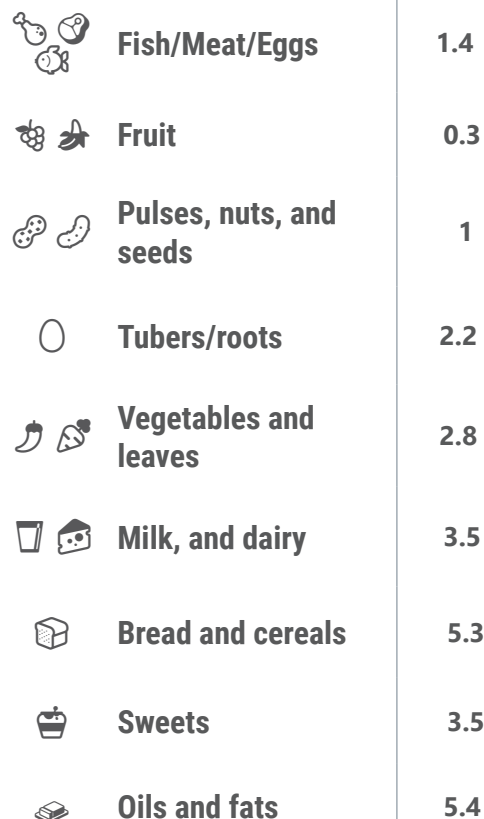 Fish/Meat/Eggs 1.4
Fruit 0.3
Pulses, nuts, and
seeds 1
Tubers/roots 2.2
Vegetables and
leaves 2.8
Milk, and dairy 3.5
Bread and cereals 5.3
Sweets 3.5
Oils and fats 5.4